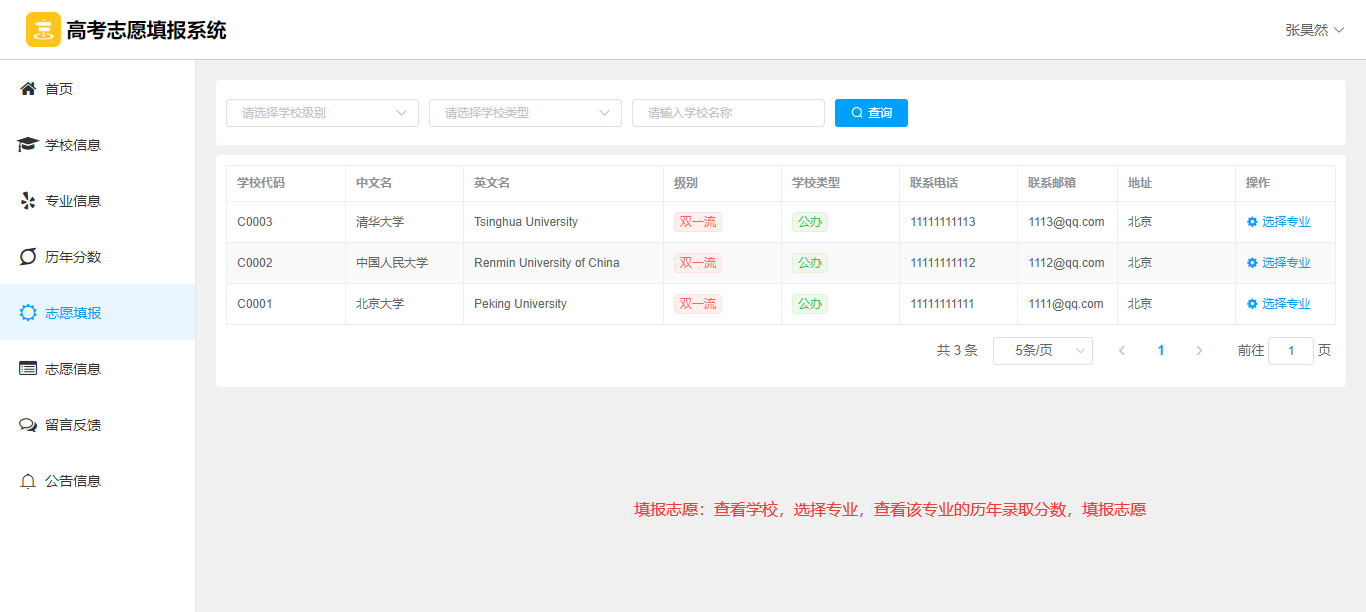 高考志愿填报系统
张昊然
首页
学校信息
专业信息
历年分数
志愿填报
志愿信息
留言反馈
公告信息
请选择学校级别 请选择学校类型 请输入学校名称 查询
学校代码 中文名 英文名 级别 学校类型 联系电话 联系邮箱 地址 操作
C0003 清华大学 Tsinghua University 双一流 公办 11111111113 1113@qq.com 北京 选择专业
C0002 中国人民大学 Renmin University of China 双一流 公办 11111111112 1112@qq.com 北京 选择专业
C0001 北京大学 Peking University 双一流 公办 11111111111 1111@qq.com 北京 选择专业
共 3 条 5条/页 1 前往 1 页
填报志愿：查看学校，选择专业，查看该专业的历年录取分数，填报志愿